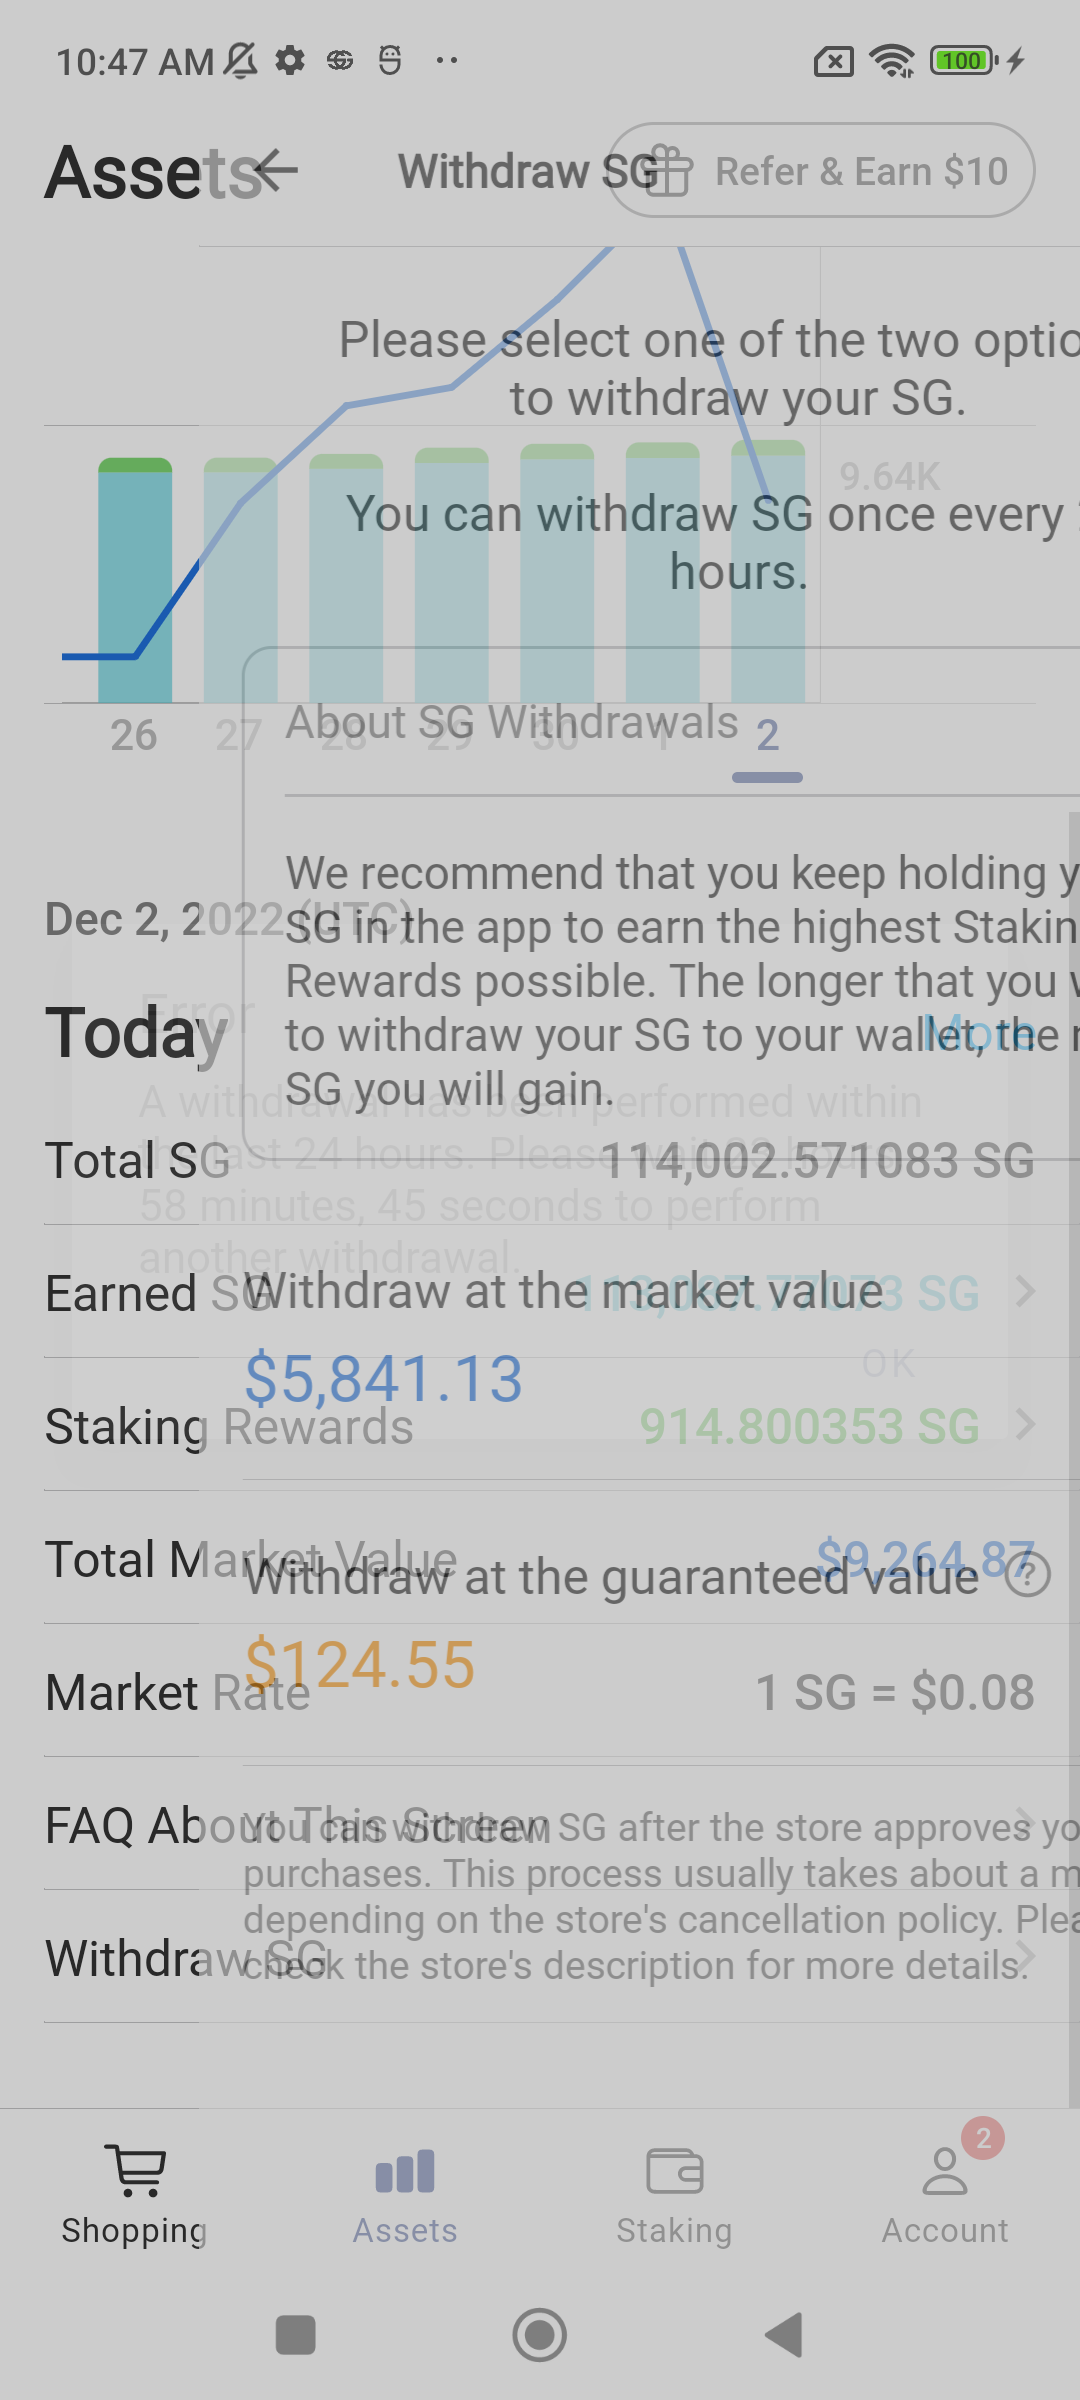 10:47 AM
100
Assets
Withdraw SG
Refer & Earn $10
Please select one of the two optio
to withdraw your SG.
9.64K
You can withdraw SG once every
hours.
26 27 28 29 30 1 2
About SG Withdrawals
We recommend that you keep holding y
SG in the app to earn the highest Stakin
Rewards possible. The longer that you w
to withdraw your SG to your wallet, the
SG you will gain.
Dec 2, 2022 (UTC)
Today
More
Error
A withdrawal has been performed within
the last 24 hours. Please wait 23 hours
58 minutes, 45 seconds to perform
another withdrawal.
OK
Total SG 114,002.571083 SG
Earned SG 113,087.77073 SG
Withdraw at the market value
$5,841.13
Staking Rewards 914.800353 SG
Total Market Value $9,264.87
Withdraw at the guaranteed value ?
$124.55
Market Rate 1 SG = $0.08
FAQ About This Screen
You can withdraw SG after the store approves yo
purchases. This process usually takes about a m
depending on the store's cancellation policy. Plea
check the store's description for more details.
Withdraw SG
2
Shopping Assets Staking Account